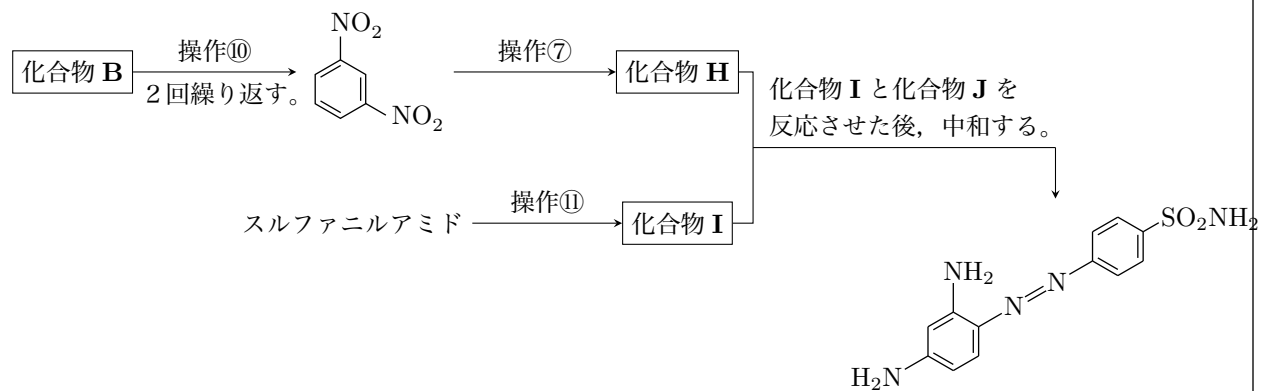 化合物 B
操作⑩
2回繰り返す。
NO₂
NO₂
操作⑦
化合物 H
化合物 I と化合物 J を
反応させた後，中和する。
スルファニルアミド
操作⑪
化合物 I
SO₂NH₂
NH₂
N
N
H₂N